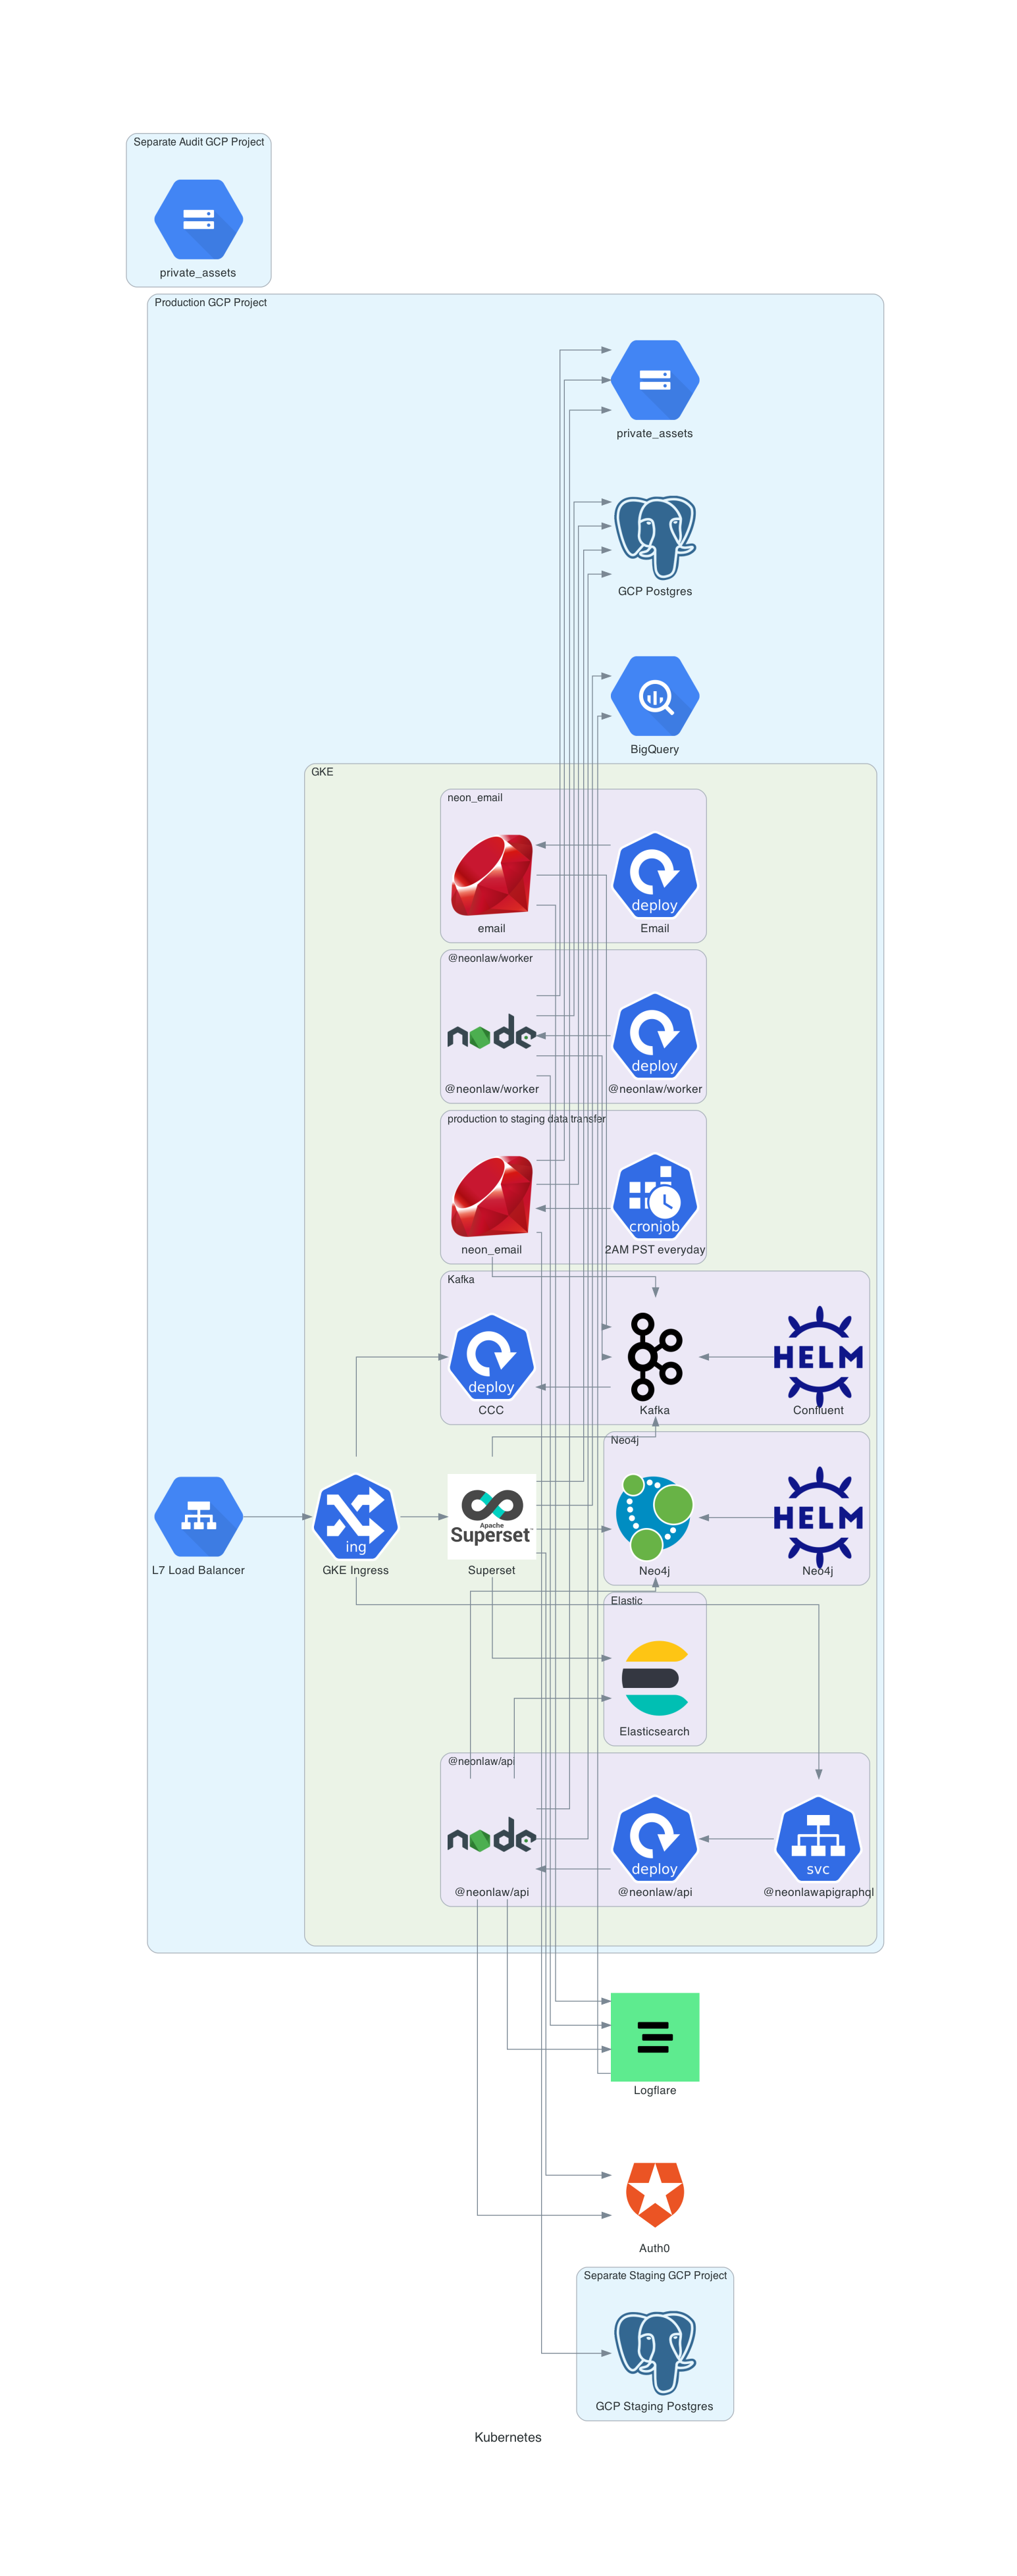 Separate Audit GCP Project
private_assets
Production GCP Project
private_assets
GCP Postgres
BigQuery
GKE
neon_email
deploy
email
Email
@neonlaw/worker
node
deploy
@neonlaw/worker
@neonlaw/worker
production to staging data transfer
cronjob
neon_email
2AM PST everyday
Kafka
deploy
HELM
CCC
Kafka
Confluent
Neo4j
Apache
Superset
HELM
ing
L7 Load Balancer
GKE Ingress
Superset
Neo4j
Neo4j
Elastic
Elasticsearch
@neonlaw/api
node
deploy
svc
@neonlaw/api
@neonlaw/api
@neonlawapigraphql
Logflare
Auth0
Separate Staging GCP Project
GCP Staging Postgres
Kubernetes